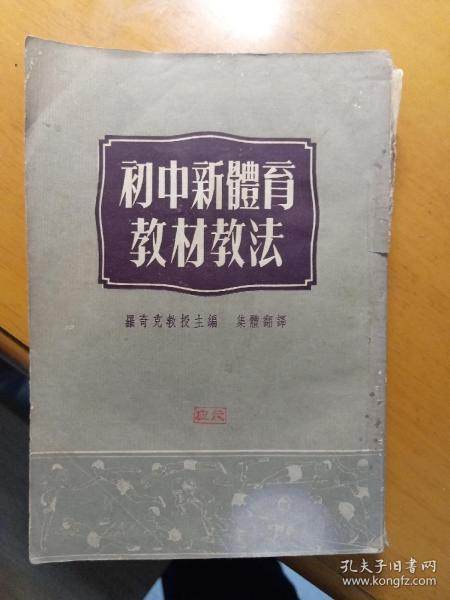 初中新體育
教材教法
羅奇克教授主編 集體翻譯
孔夫子旧书网
www.kongfz.com